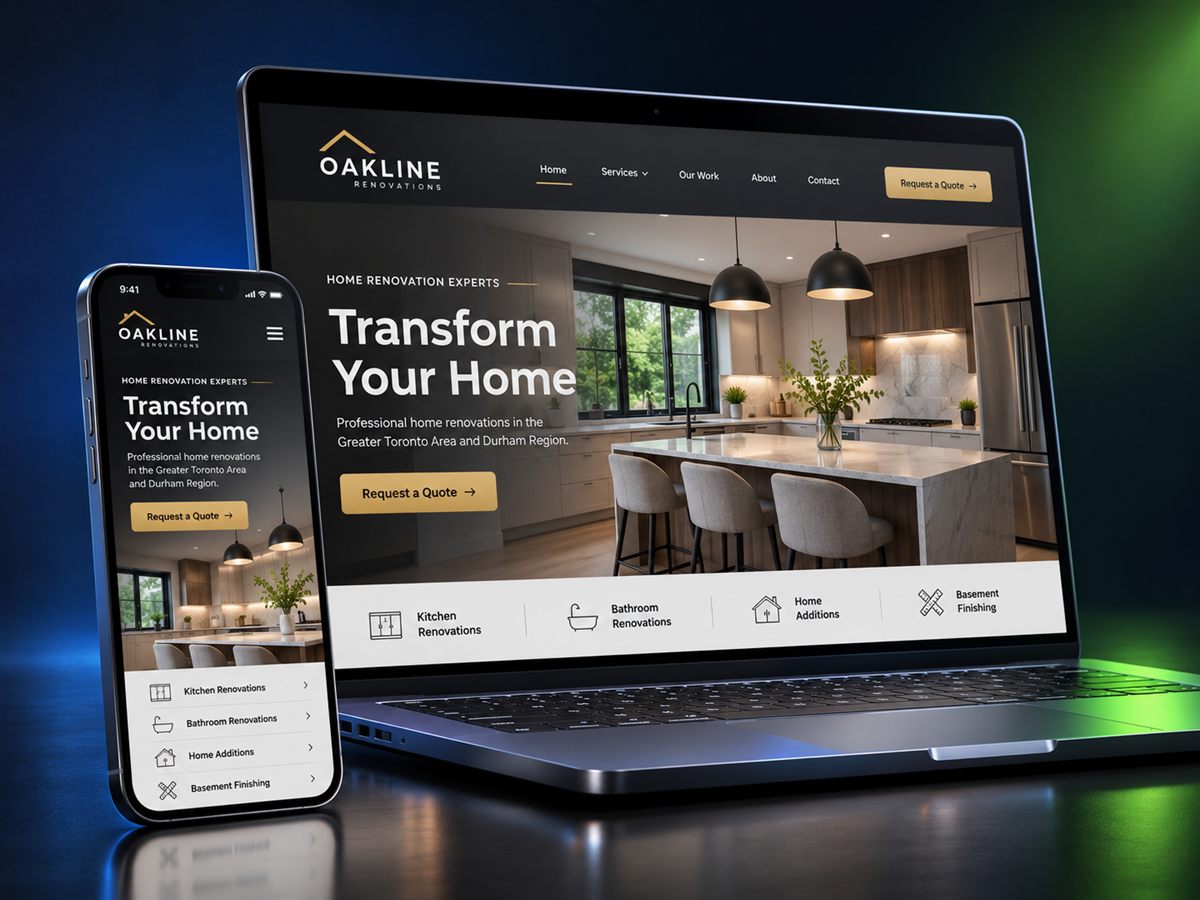 OAKLINE
RENOVATIONS
Home
Services
Our Work
About
Contact
Request a Quote →
HOME RENOVATION EXPERTS
Transform
Your Home
Professional home renovations in the
Greater Toronto Area and Durham Region.
Request a Quote →
Kitchen
Renovations
Bathroom
Renovations
Home
Additions
Basement
Finishing
9:41
OAKLINE
RENOVATIONS
HOME RENOVATION EXPERTS
Transform
Your Home
Professional home renovations
in the Greater Toronto Area
and Durham Region.
Request a Quote →
Kitchen Renovations
Bathroom Renovations
Home Additions
Basement Finishing